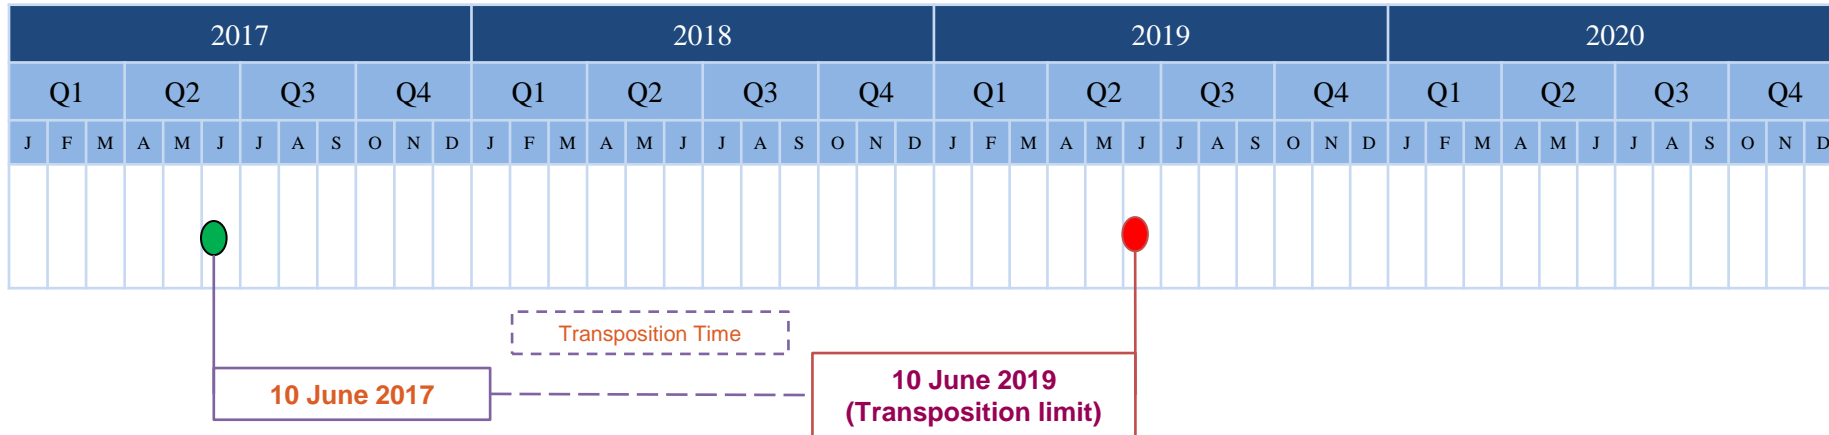 2017 2018 2019 2020
Q1 Q2 Q3 Q4 Q1 Q2 Q3 Q4 Q1 Q2 Q3 Q4 Q1 Q2 Q3 Q4
J F M A M J J A S O N D J F M A M J J A S O N D J F M A M J J A S O N D J F M A M J J A S O N D
Transposition Time
10 June 2017
10 June 2019
(Transposition limit)